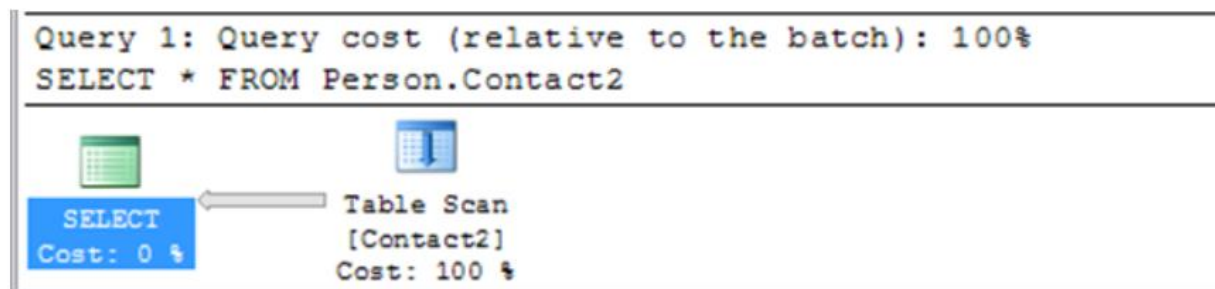 Query 1: Query cost (relative to the batch): 100%
SELECT * FROM Person.Contact2
SELECT
Cost: 0 %
Table Scan
[Contact2]
Cost: 100 %